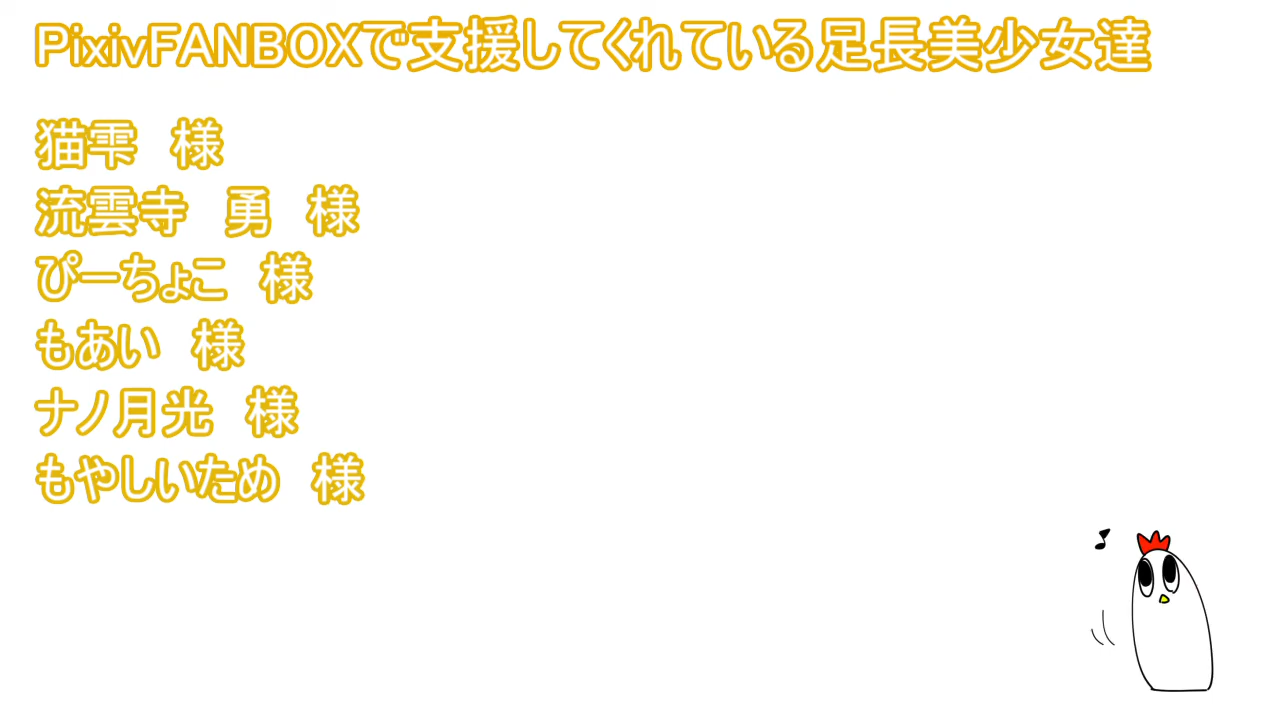 PixivFANBOXで支援してくれている足長美少女達
猫雫　様
流雲寺　勇　様
ぴーちょこ　様
もあい　様
ナノ月光　様
もやしいため　様